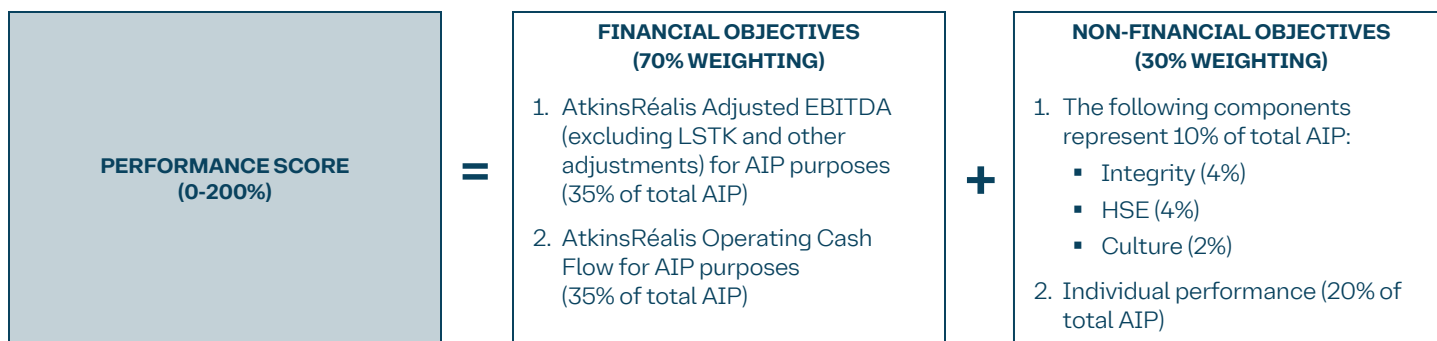 PERFORMANCE SCORE
(0-200%)
=
FINANCIAL OBJECTIVES
(70% WEIGHTING)
1. AtkinsRéalis Adjusted EBITDA
(excluding LSTK and other
adjustments) for AIP purposes
(35% of total AIP)
2. AtkinsRéalis Operating Cash
Flow for AIP purposes
(35% of total AIP)
+
NON-FINANCIAL OBJECTIVES
(30% WEIGHTING)
1. The following components
represent 10% of total AIP:
▪ Integrity (4%)
▪ HSE (4%)
▪ Culture (2%)
2. Individual performance (20% of
total AIP)